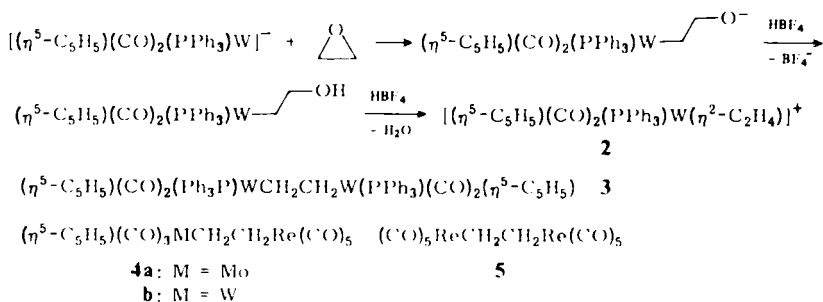 [(η⁵-C₅H₅)(CO)₂(PPh₃)W]⁻ + O → (η⁵-C₅H₅)(CO)₂(PPh₃)W O⁻ HBF₄ - BF₄⁻
(η⁵-C₅H₅)(CO)₂(PPh₃)W OH HBF₄ - H₂O [(η⁵-C₅H₅)(CO)₂(PPh₃)W(η²-C₂H₄)]⁺
2
(η⁵-C₅H₅)(CO)₂(Ph₃P)WCH₂CH₂W(PPh₃)(CO)₂(η⁵-C₅H₅) 3
(η⁵-C₅H₅)(CO)₃MCH₂CH₂Re(CO)₅ (CO)₅ReCH₂CH₂Re(CO)₅
4a: M = Mo 5
b: M = W